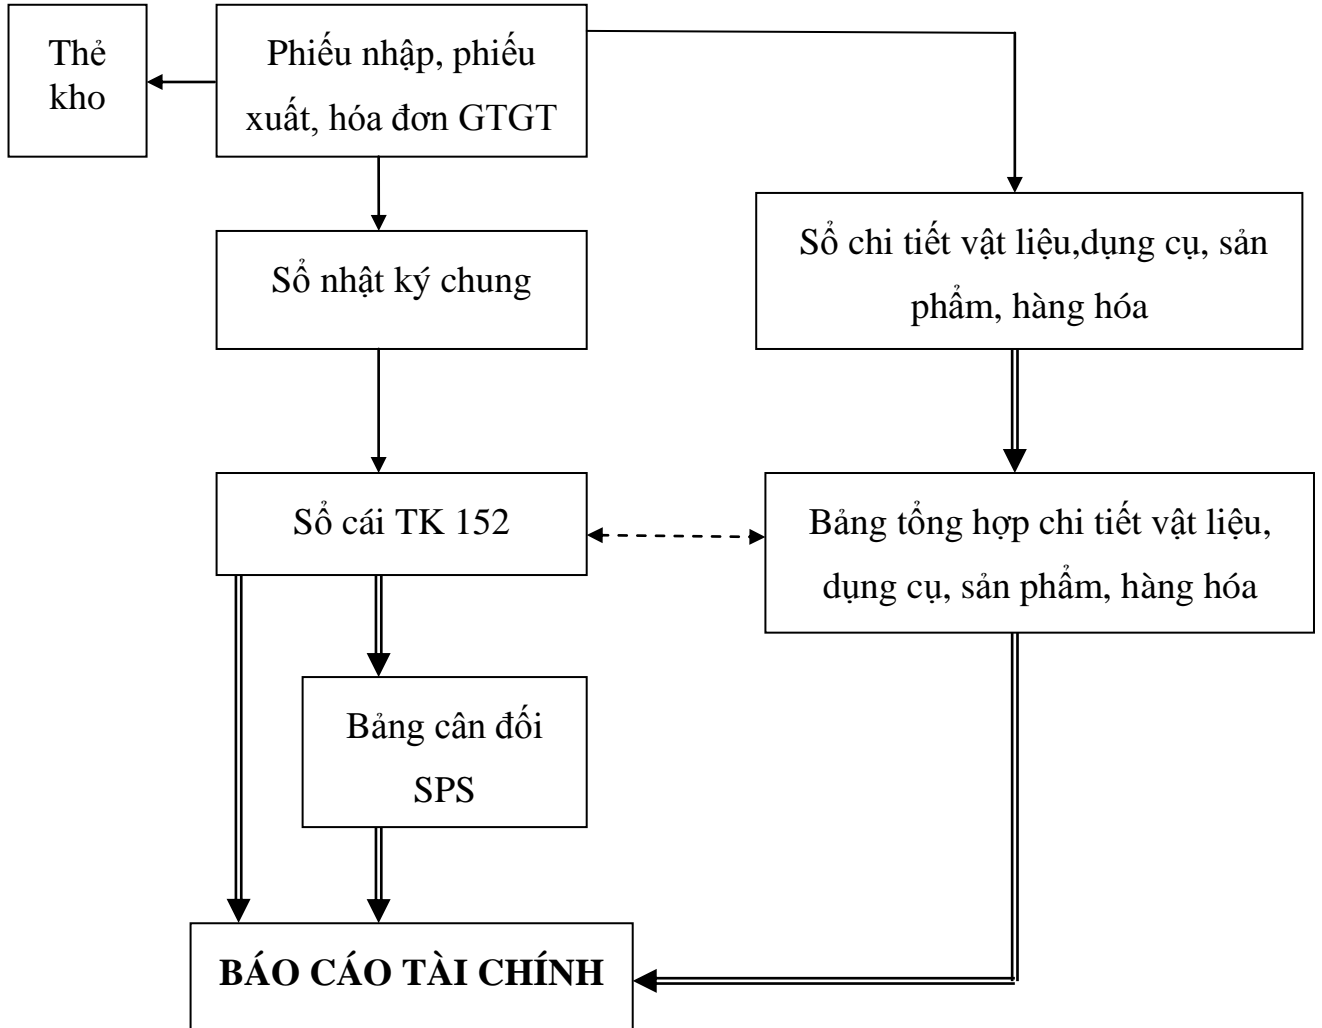 Thẻ
kho
Phiếu nhập, phiếu
xuất, hóa đơn GTGT
Sổ nhật ký chung
Sổ chi tiết vật liệu,dụng cụ, sản
phẩm, hàng hóa
Sổ cái TK 152
Bảng tổng hợp chi tiết vật liệu,
dụng cụ, sản phẩm, hàng hóa
Bảng cân đối
SPS
BÁO CÁO TÀI CHÍNH